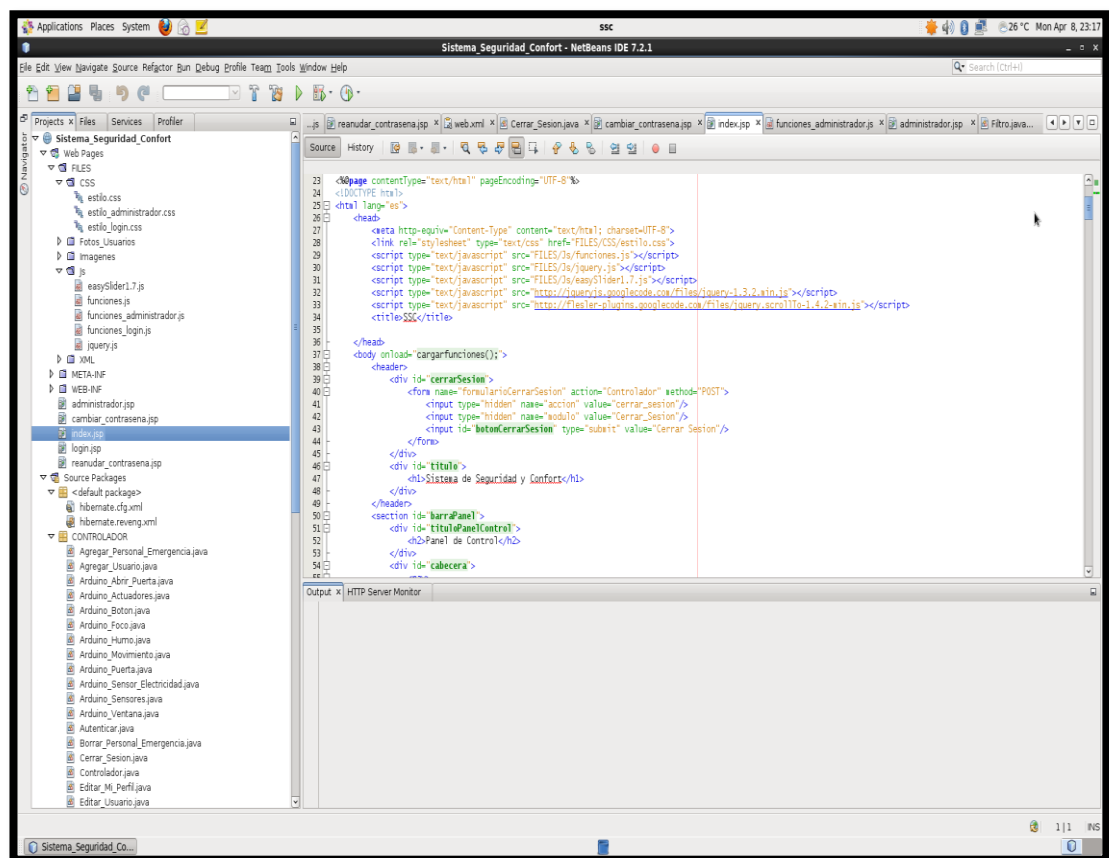 Applications Places System ssc 26 °C Mon Apr 8, 23:17
Sistema_Seguridad_Confort - NetBeans IDE 7.2.1
File Edit View Navigate Source Refactor Run Debug Profile Team Tools Window Help Search (Ctrl+I)
Projects x Files Services Profiler
Navigator
Sistema_Seguridad_Confort
Web Pages
FILES
CSS
estilo.css
estilo_administrador.css
estilo_login.css
Fotos_Usuarios
Imagenes
Js
easySlider1.7.js
funciones.js
funciones_administrador.js
funciones_login.js
jquery.js
XML
META-INF
WEB-INF
administrador.jsp
cambiar_contrasena.jsp
index.jsp
login.jsp
reanudar_contrasena.jsp
Source Packages
<default package>
hibernate.cfg.xml
hibernate.reveng.xml
CONTROLADOR
Agregar_Personal_Emergencia.java
Agregar_Usuario.java
Arduino_Abrir_Puerta.java
Arduino_Actuadores.java
Arduino_Boton.java
Arduino_Foco.java
Arduino_Humo.java
Arduino_Movimiento.java
Arduino_Puerta.java
Arduino_Sensor_Electricidad.java
Arduino_Sensores.java
Arduino_Ventana.java
Autenticar.java
Borrar_Personal_Emergencia.java
Cerrar_Sesion.java
Controlador.java
Editar_Mi_Perfil.java
Editar_Usuario.java
...js reanudar_contrasena.jsp x web.xml x Cerrar_Sesion.java x cambiar_contrasena.jsp x index.jsp x funciones_administrador.js x administrador.jsp x Filtro.java...
Source History
23 <%@page contentType="text/html" pageEncoding="UTF-8"%>
24 <!DOCTYPE html>
25 <html lang="es">
26 <head>
27 <meta http-equiv="Content-Type" content="text/html; charset=UTF-8">
28 <link rel="stylesheet" type="text/css" href="FILES/CSS/estilo.css">
29 <script type="text/javascript" src="FILES/Js/funciones.js"></script>
30 <script type="text/javascript" src="FILES/Js/jquery.js"></script>
31 <script type="text/javascript" src="FILES/Js/easySlider1.7.js"></script>
32 <script type="text/javascript" src="http://jqueryjs.googlecode.com/files/jquery-1.3.2.min.js"></script>
33 <script type="text/javascript" src="http://flesler-plugins.googlecode.com/files/jquery.scrollTo-1.4.2-min.js"></script>
34 <title>SSC</title>
35
36 </head>
37 <body onload="cargarfunciones();">
38 <header>
39 <div id="cerrarSesion">
40 <form name="formularioCerrarSesion" action="Controlador" method="POST">
41 <input type="hidden" name="accion" value="cerrar_sesion"/>
42 <input type="hidden" name="modulo" value="Cerrar_Sesion"/>
43 <input id="botonCerrarSesion" type="submit" value="Cerrar Sesion"/>
44 </form>
45 </div>
46 <div id="titulo">
47 <h1>Sistema de Seguridad y Confort</h1>
48 </div>
49 </header>
50 <section id="barraPanel">
51 <div id="tituloPanelControl">
52 <h2>Panel de Control</h2>
53 </div>
54 <div id="cabecera">
Output x HTTP Server Monitor
1|1 INS
Sistema_Seguridad_Co...